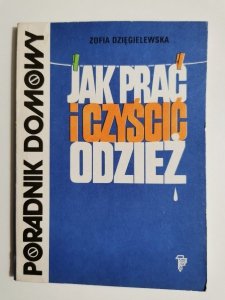 ZOFIA DZIĘGIELEWSKA
JAK PRAĆ
i CZYŚCIĆ
ODZIEŻ
PORADNIK DOMOWY